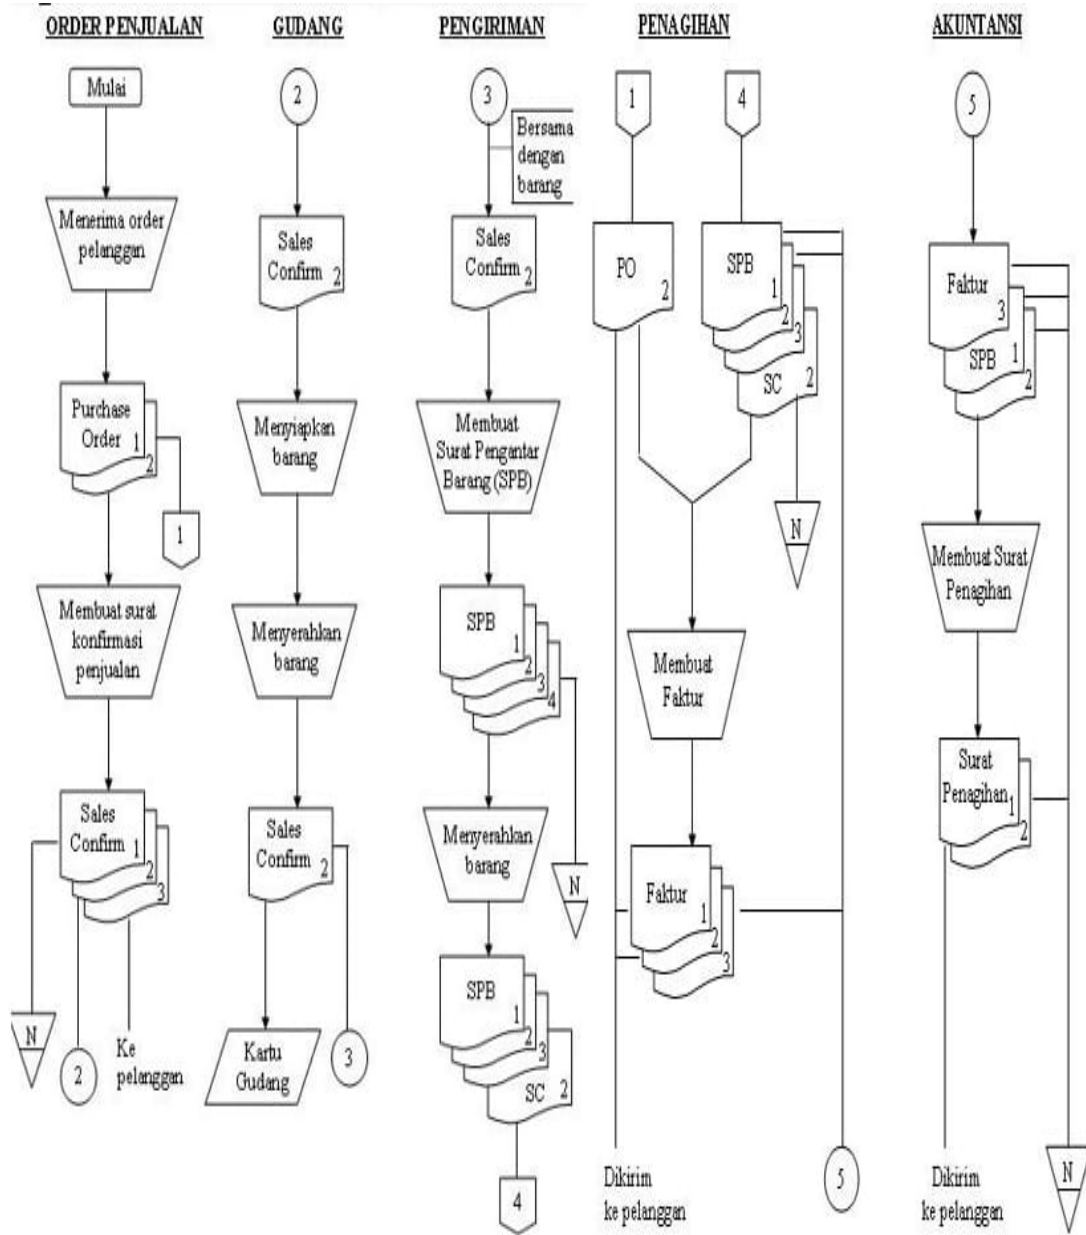 ORDER PENJUALAN
Mulai
Menerima order
pelanggan
Purchase
Order
1
2
1
Membuat surat
konfirmasi
penjualan
Sales
Confirm
1
2
3
N
2
Ke
pelanggan
GUDANG
2
Sales
Confirm
2
Menyiapkan
barang
Menyerahkan
barang
Sales
Confirm
2
Kartu
Gudang
3
PENGIRIMAN
3
Bersama
dengan
barang
Sales
Confirm
2
Membuat
Surat Pengantar
Barang (SPB)
SPB
1
2
3
4
N
Menyerahkan
barang
SPB
1
2
3
SC 2
4
PENAGIHAN
1
4
PO
2
SPB
1
2
3
SC 2
N
Membuat
Faktur
Faktur
1
2
3
Dikirim
ke pelanggan
5
AKUNTANSI
5
Faktur
3
SPB 1
2
Membuat Surat
Penagihan
Surat
Penagihan 1
2
Dikirim
ke pelanggan
N